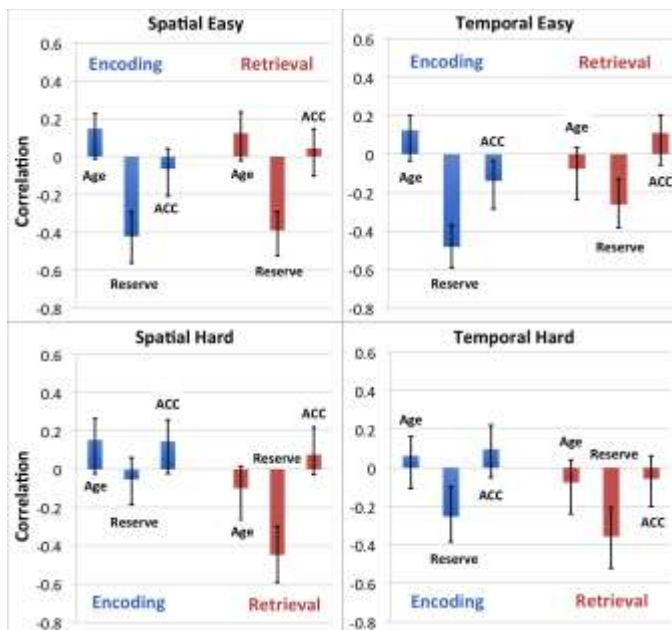 Spatial Easy
Temporal Easy
0.6
0.4
0.2
0
-0.2
-0.4
-0.6
-0.8
Correlation
Encoding
Retrieval
Age
Reserve
ACC
Age
Reserve
ACC
0.6
0.4
0.2
0
-0.2
-0.4
-0.6
-0.8
Encoding
Retrieval
Age
Reserve
ACC
Age
Reserve
ACC
Spatial Hard
Temporal Hard
0.6
0.4
0.2
0
-0.2
-0.4
-0.6
-0.8
Correlation
Age
Reserve
ACC
Age
Reserve
ACC
Encoding
Retrieval
0.6
0.4
0.2
0
-0.2
-0.4
-0.6
-0.8
Age
Reserve
ACC
Age
Reserve
ACC
Encoding
Retrieval